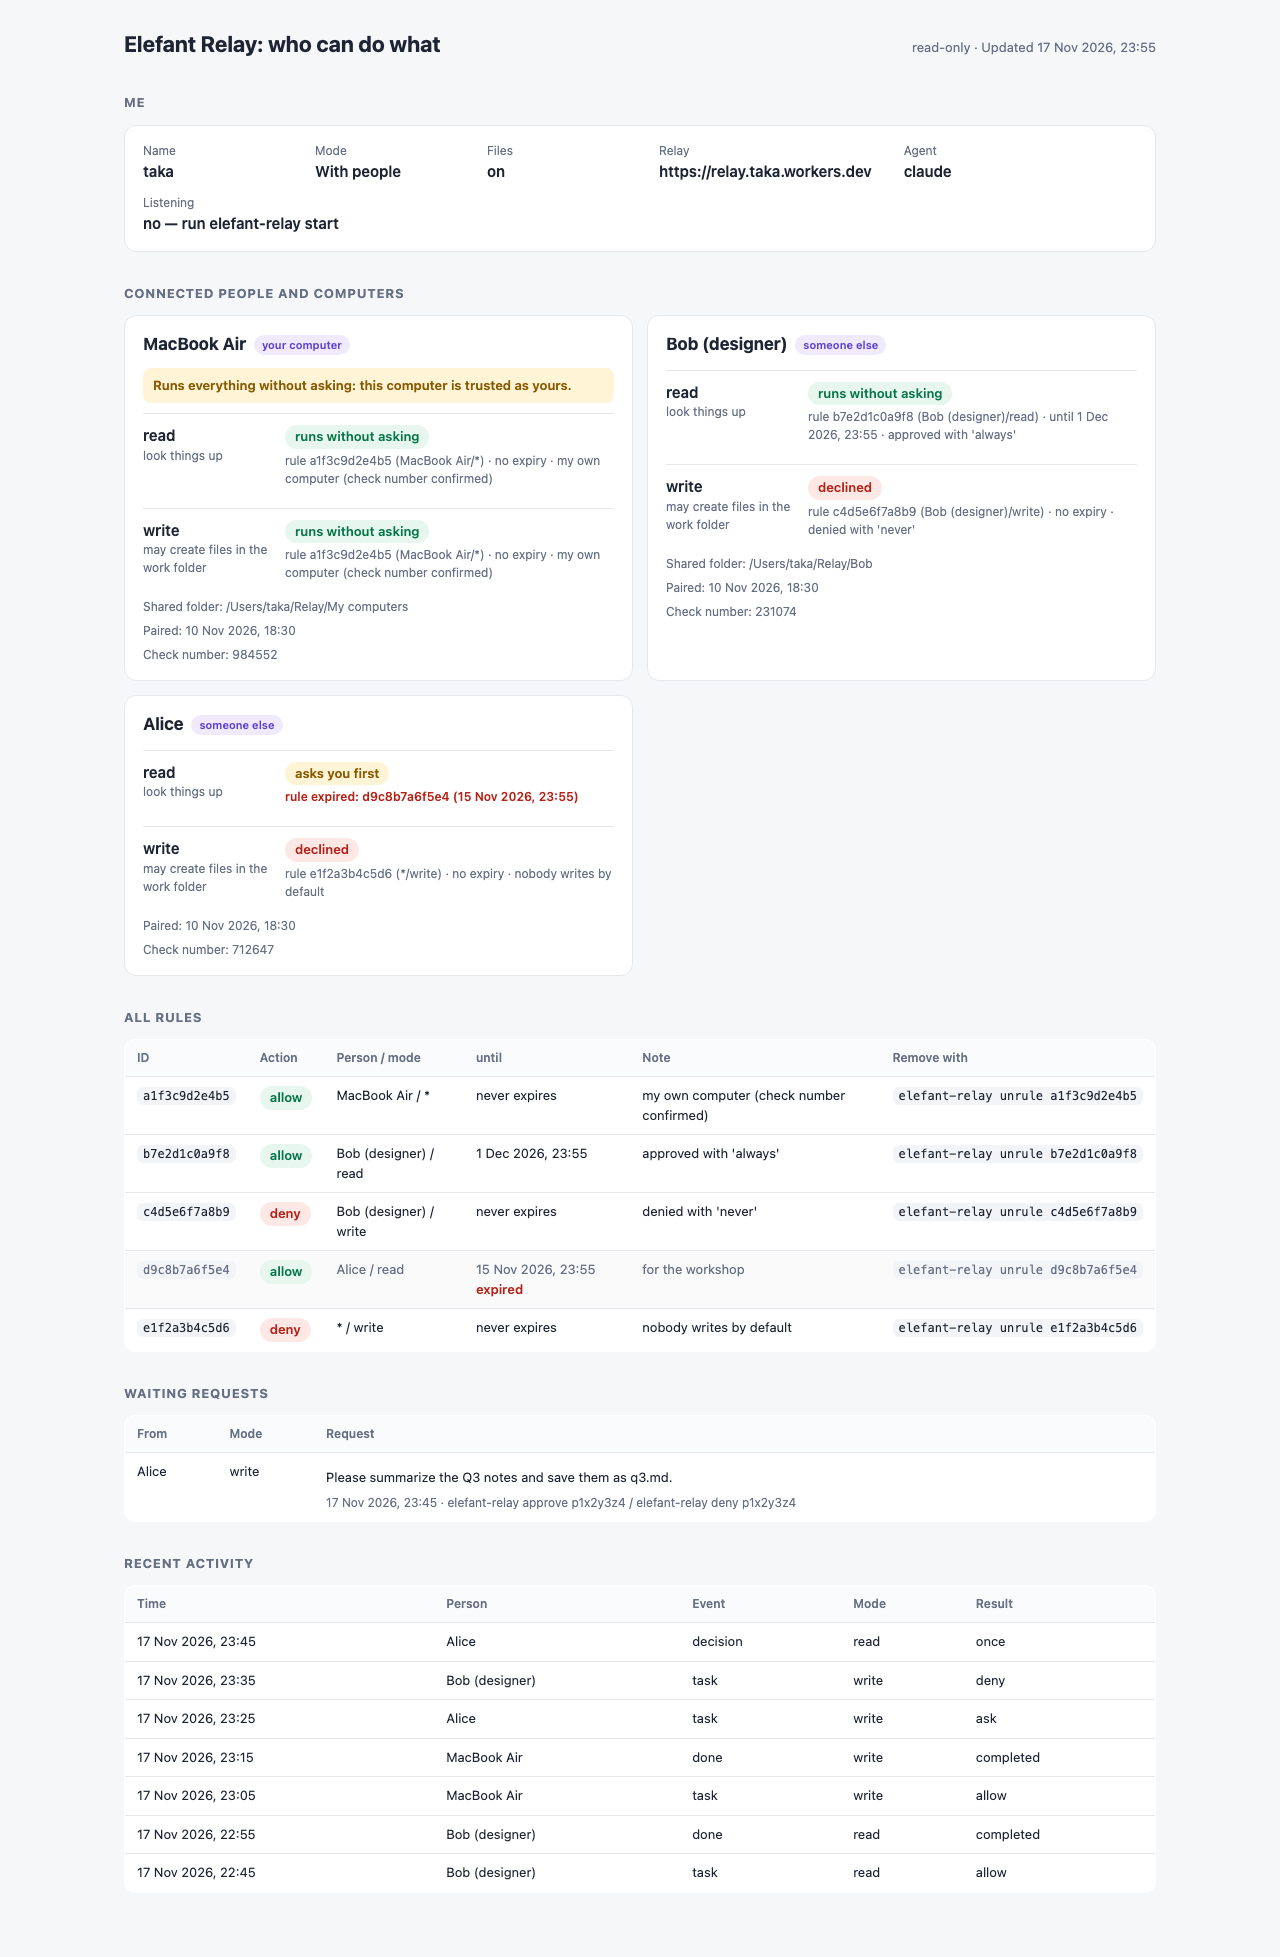 Elefant Relay: who can do what
read-only · Updated 17 Nov 2026, 23:55
ME
Name
taka
Mode
With people
Files
on
Relay
https://relay.taka.workers.dev
Agent
claude
Listening
no — run elefant-relay start
CONNECTED PEOPLE AND COMPUTERS
MacBook Air your computer
Runs everything without asking: this computer is trusted as yours.
read
look things up
runs without asking
rule a1f3c9d2e4b5 (MacBook Air/*) · no expiry · my own
computer (check number confirmed)
write
may create files in the
work folder
runs without asking
rule a1f3c9d2e4b5 (MacBook Air/*) · no expiry · my own
computer (check number confirmed)
Shared folder: /Users/taka/Relay/My computers
Paired: 10 Nov 2026, 18:30
Check number: 984552
Bob (designer) someone else
read
look things up
runs without asking
rule b7e2d1c0a9f8 (Bob (designer)/read) · until 1 Dec
2026, 23:55 · approved with 'always'
write
may create files in the
work folder
declined
rule c4d5e6f7a8b9 (Bob (designer)/write) · no expiry ·
denied with 'never'
Shared folder: /Users/taka/Relay/Bob
Paired: 10 Nov 2026, 18:30
Check number: 231074
Alice someone else
read
look things up
asks you first
rule expired: d9c8b7a6f5e4 (15 Nov 2026, 23:55)
write
may create files in the
work folder
declined
rule e1f2a3b4c5d6 (*/write) · no expiry · nobody writes by
default
Paired: 10 Nov 2026, 18:30
Check number: 712647
ALL RULES
ID Action Person / mode until Note Remove with
a1f3c9d2e4b5 allow MacBook Air / * never expires my own computer (check number
confirmed)
elefant-relay unrule a1f3c9d2e4b5
b7e2d1c0a9f8 allow Bob (designer) /
read
1 Dec 2026, 23:55 approved with 'always' elefant-relay unrule b7e2d1c0a9f8
c4d5e6f7a8b9 deny Bob (designer) /
write
never expires denied with 'never' elefant-relay unrule c4d5e6f7a8b9
d9c8b7a6f5e4 allow Alice / read 15 Nov 2026, 23:55
expired
for the workshop elefant-relay unrule d9c8b7a6f5e4
e1f2a3b4c5d6 deny * / write never expires nobody writes by default elefant-relay unrule e1f2a3b4c5d6
WAITING REQUESTS
From Mode Request
Alice write Please summarize the Q3 notes and save them as q3.md.
17 Nov 2026, 23:45 · elefant-relay approve p1x2y3z4 / elefant-relay deny p1x2y3z4
RECENT ACTIVITY
Time Person Event Mode Result
17 Nov 2026, 23:45 Alice decision read once
17 Nov 2026, 23:35 Bob (designer) task write deny
17 Nov 2026, 23:25 Alice task write ask
17 Nov 2026, 23:15 MacBook Air done write completed
17 Nov 2026, 23:05 MacBook Air task write allow
17 Nov 2026, 22:55 Bob (designer) done read completed
17 Nov 2026, 22:45 Bob (designer) task read allow